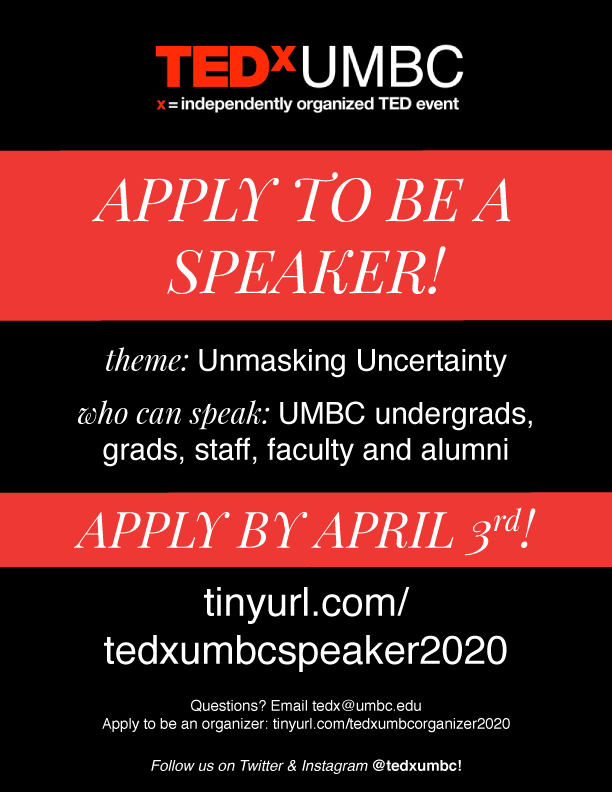 TEDxUMBC
x = independently organized TED event
APPLY TO BE A
SPEAKER!
theme: Unmasking Uncertainty
who can speak: UMBC undergrads,
grads, staff, faculty and alumni
APPLY BY APRIL 3rd!
tinyurl.com/
tedxumbcspeaker2020
Questions? Email tedx@umbc.edu
Apply to be an organizer: tinyurl.com/tedxumbcorganizer2020
Follow us on Twitter & Instagram @tedxumbc!